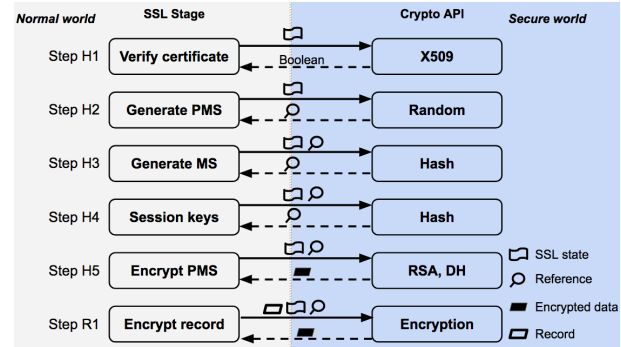 Normal world
SSL Stage
Crypto API
Secure world
Step H1
Verify certificate
Boolean
X509
Step H2
Generate PMS
Random
Step H3
Generate MS
Hash
Step H4
Session keys
Hash
Step H5
Encrypt PMS
RSA, DH
Step R1
Encrypt record
Encryption
SSL state
Reference
Encrypted data
Record